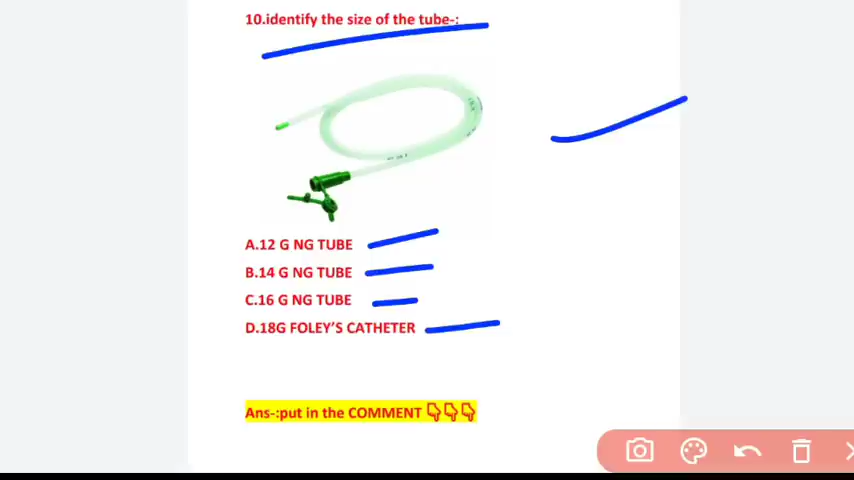 10.identify the size of the tube-:
A.12 G NG TUBE
B.14 G NG TUBE
C.16 G NG TUBE
D.18G FOLEY'S CATHETER
Ans-:put in the COMMENT 👇👇👇